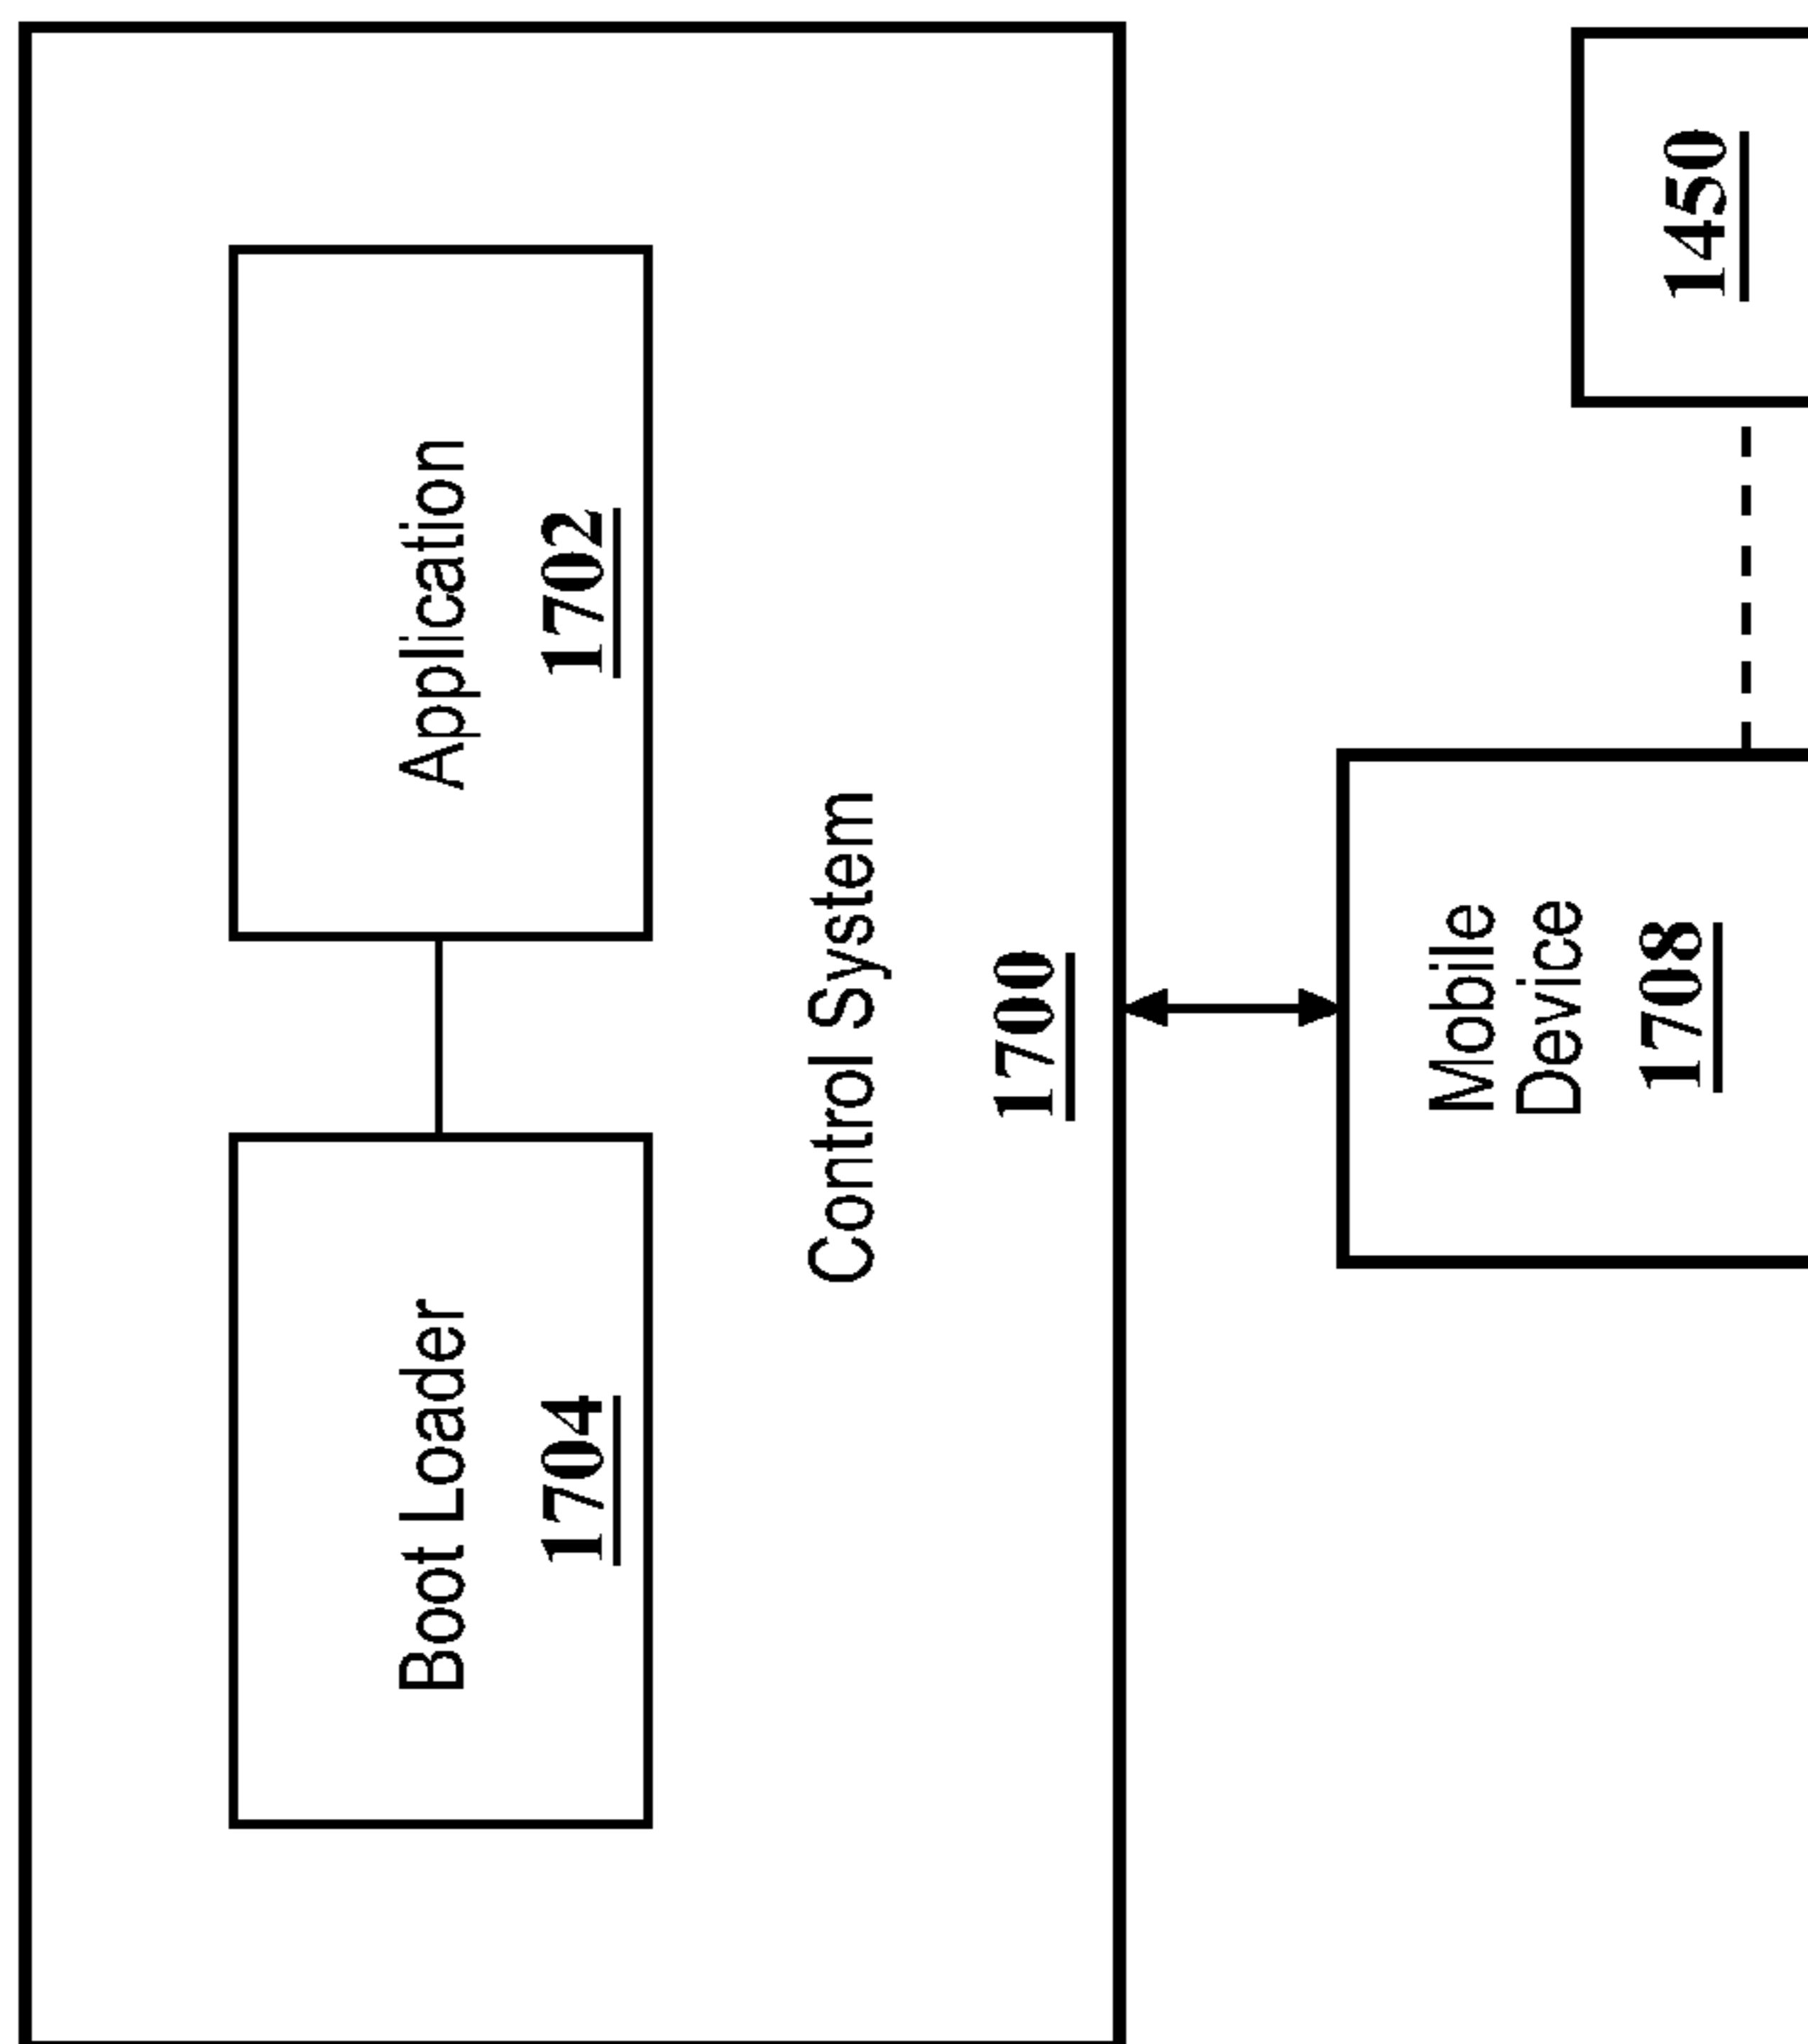 Boot Loader
1704
Application
1702
Control System
1700
Mobile
Device
1708
1450